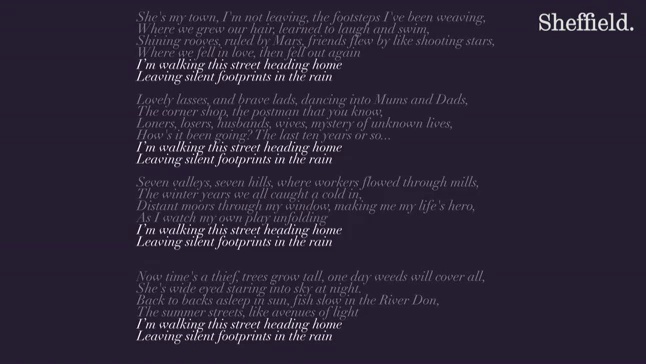 Sheffield.
She's my town, I'm not leaving, the footsteps I've been weaving,
Where we grew our hair, learned to laugh and swim,
Shining rooves, ruled by Mars, friends flew by like shooting stars,
Where we fell in love, then fell out again
I'm walking this street heading home
Leaving silent footprints in the rain
Lovely lasses, and brave lads, dancing into Mums and Dads,
The corner shop, the postman that you know,
Loners, losers, husbands, wives, mystery of unknown lives,
How's it been going? The last ten years or so...
I'm walking this street heading home
Leaving silent footprints in the rain
Seven valleys, seven hills, where workers flowed through mills,
The winter years we all caught a cold in,
Distant moors through my window, making me my life's hero,
As I watch my own play unfolding
I'm walking this street heading home
Leaving silent footprints in the rain
Now time's a thief, trees grow tall, one day weeds will cover all,
She's wide eyed staring into sky at night.
Back to backs asleep in sun, fish slow in the River Don,
The summer streets, like avenues of light
I'm walking this street heading home
Leaving silent footprints in the rain